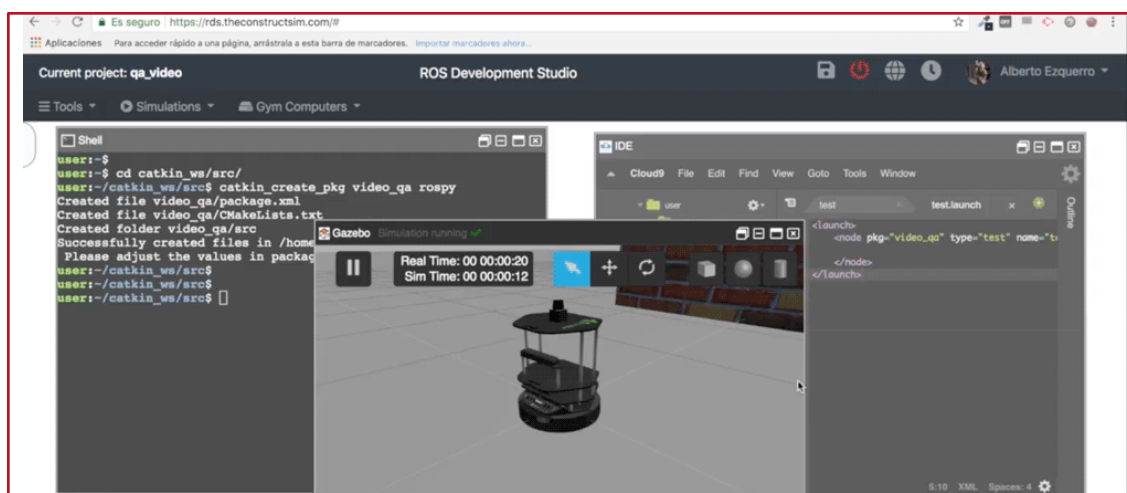 Es seguro | https://rds.theconstructsim.com/#
Aplicaciones Para acceder rápido a una página, arrástrala a esta barra de marcadores. Importar marcadores ahora...
Current project: qa_video
ROS Development Studio
Alberto Ezquerro
Tools Simulations Gym Computers
Shell
user:~$
user:~$ cd catkin_ws/src/
user:~/catkin_ws/src$ catkin_create_pkg video_qa rospy
Created file video_qa/package.xml
Created file video_qa/CMakeLists.txt
Created folder video_qa/src
Successfully created files in /home
Please adjust the values in packag
user:~/catkin_ws/src$
user:~/catkin_ws/src$
user:~/catkin_ws/src$
Gazebo Simulation running
Real Time: 00 00:00:20
Sim Time: 00 00:00:12
IDE
Cloud9 File Edit Find View Goto Tools Window
user
test
test.launch
Outline
<launch>
<node pkg="video_qa" type="test" name="t
</node>
</launch>
5:10 XML Spaces: 4